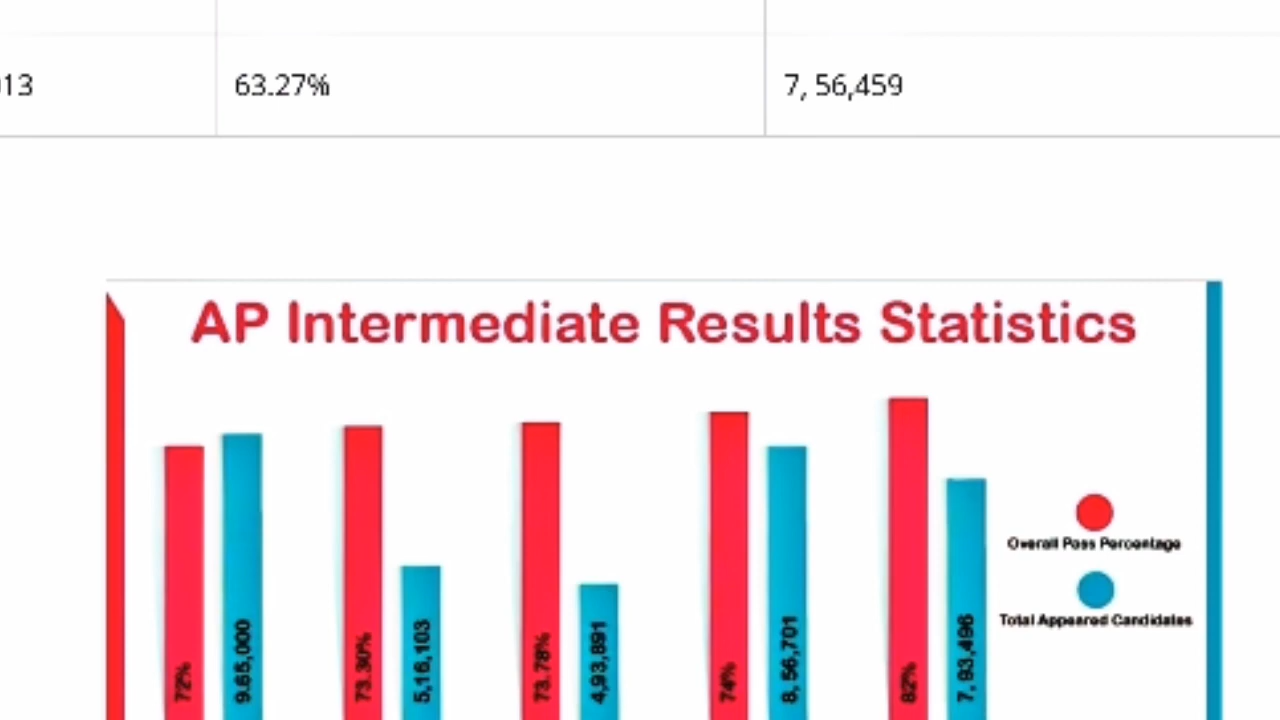 013 63.27% 7, 56,459
AP Intermediate Results Statistics
Overall Pass Percentage
Total Appeared Candidates
72%
9.65,000
73.30%
5,16,103
73.78%
4,93,891
74%
8, 56,701
82%
7, 93,496